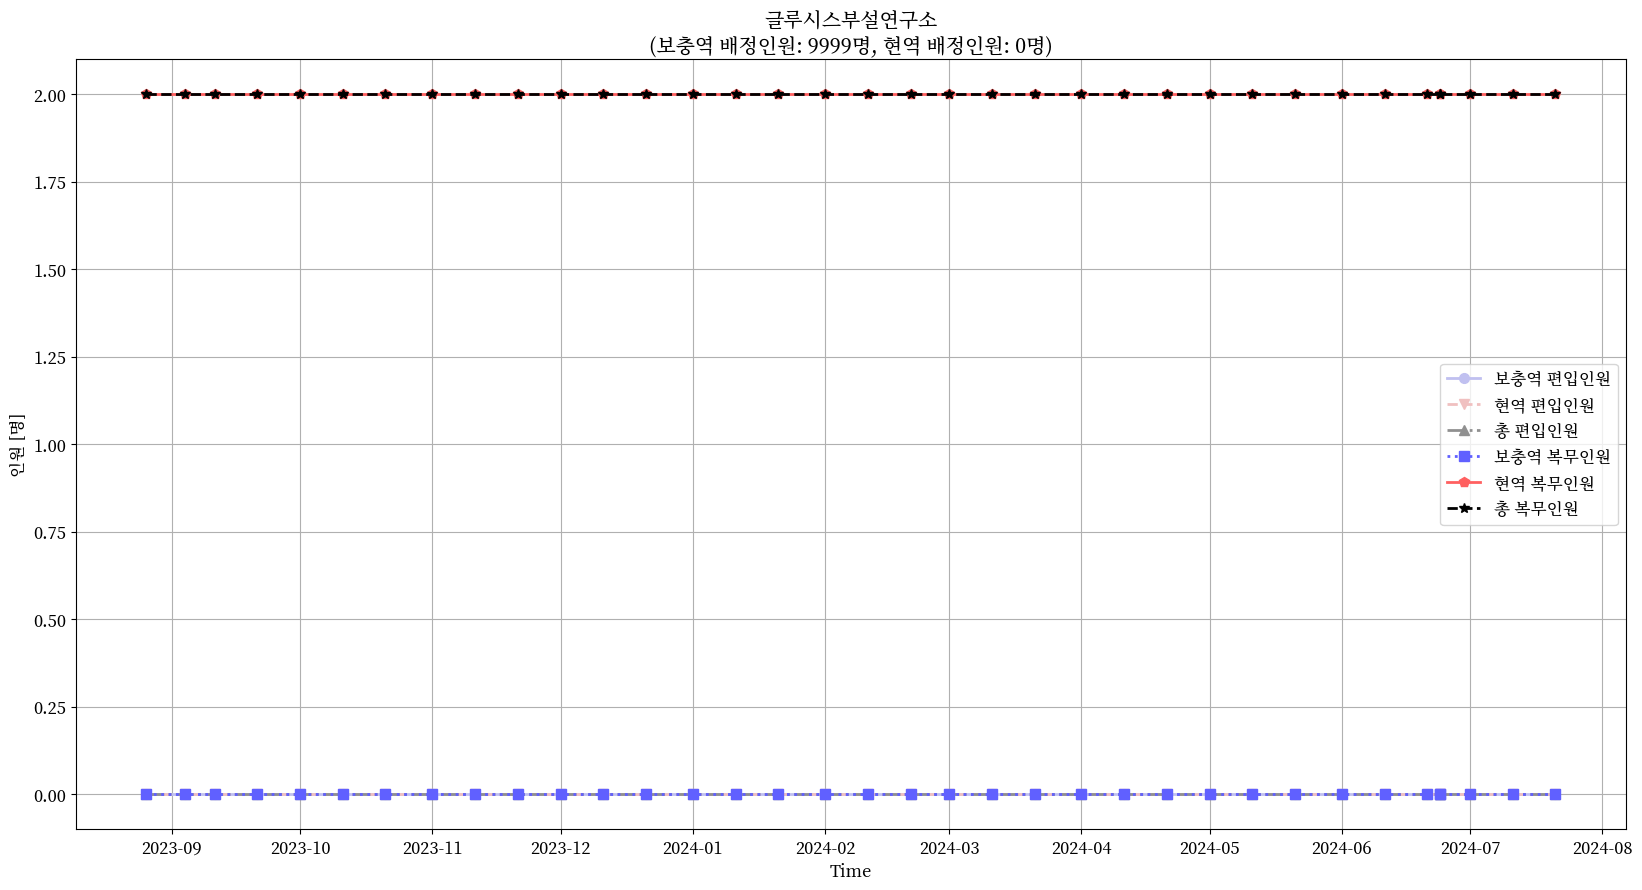 글루시스부설연구소
(보충역 배정인원: 9999명, 현역 배정인원: 0명)
2.00
1.75
1.50
1.25
1.00
0.75
0.50
0.25
0.00
인원 [명]
보충역 편입인원
현역 편입인원
총 편입인원
보충역 복무인원
현역 복무인원
총 복무인원
2023-09 2023-10 2023-11 2023-12 2024-01 2024-02 2024-03 2024-04 2024-05 2024-06 2024-07 2024-08
Time